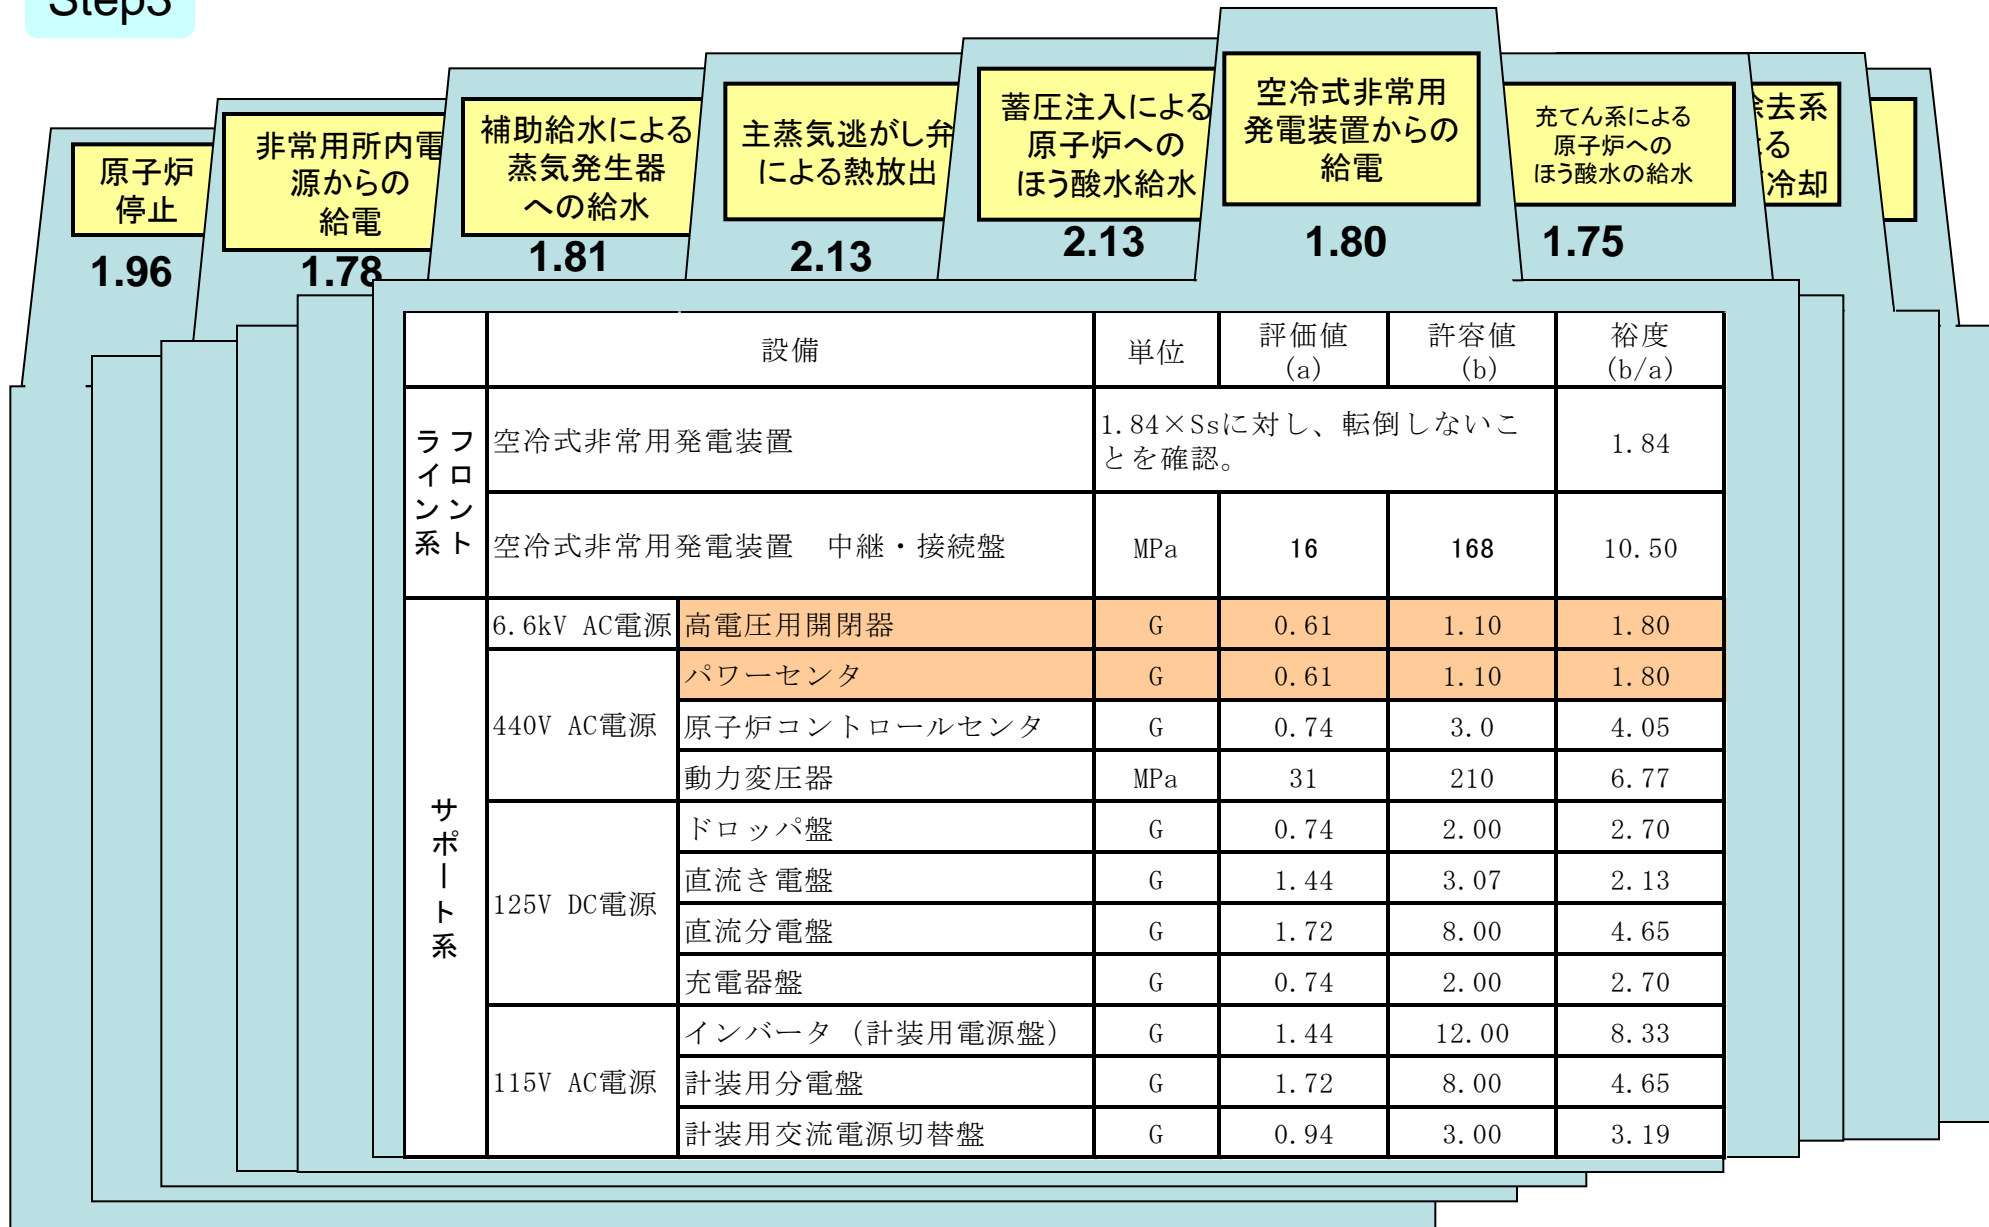 Step3
原子炉
停止
1.96
非常用所内電
源からの
給電
1.78
補助給水による
蒸気発生器
への給水
1.81
主蒸気逃がし弁
による熱放出
2.13
蓄圧注入による
原子炉への
ほう酸水給水
2.13
空冷式非常用
発電装置からの
給電
1.80
充てん系による
原子炉への
ほう酸水の給水
1.75
去系
る
冷却
設備 単位 評価値(a) 許容値(b) 裕度(b/a)
フロントライン系
空冷式非常用発電装置 1.84×Ssに対し、転倒しないこ
とを確認。 1.84
空冷式非常用発電装置 中継・接続盤 MPa 16 168 10.50
サポート系
6.6kV AC電源 高電圧用開閉器 G 0.61 1.10 1.80
440V AC電源 パワーセンタ G 0.61 1.10 1.80
原子炉コントロールセンタ G 0.74 3.0 4.05
動力変圧器 MPa 31 210 6.77
125V DC電源 ドロッパ盤 G 0.74 2.00 2.70
直流き電盤 G 1.44 3.07 2.13
直流分電盤 G 1.72 8.00 4.65
充電器盤 G 0.74 2.00 2.70
115V AC電源 インバータ（計装用電源盤） G 1.44 12.00 8.33
計装用分電盤 G 1.72 8.00 4.65
計装用交流電源切替盤 G 0.94 3.00 3.19